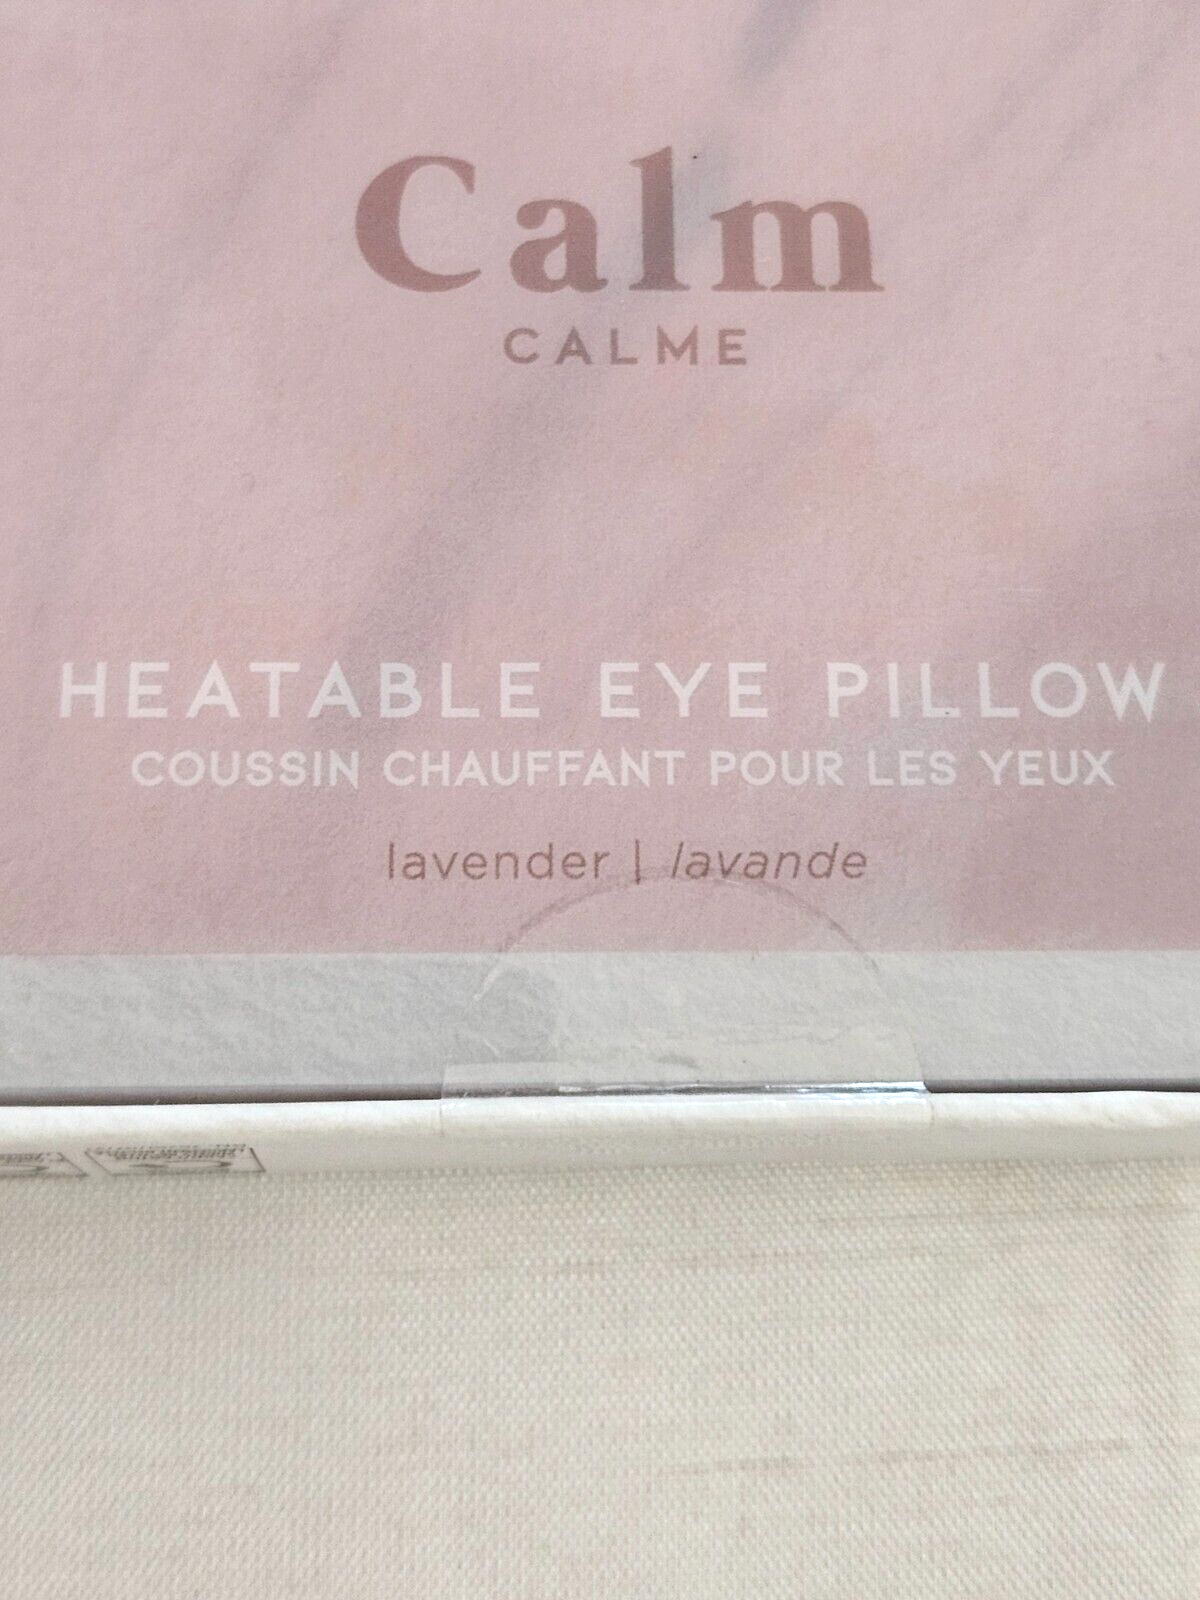 Calm
CALME
HEATABLE EYE PILLOW
COUSSIN CHAUFFANT POUR LES YEUX
lavender | lavande